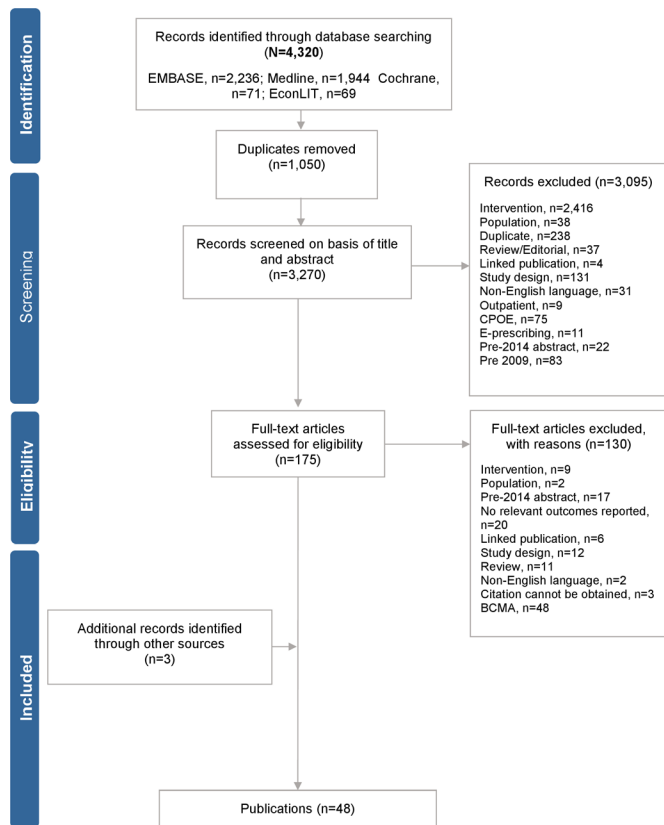 Identification
Records identified through database searching
(N=4,320)
EMBASE, n=2,236; Medline, n=1,944 Cochrane,
n=71; EconLIT, n=69
Duplicates removed
(n=1,050)
Screening
Records screened on basis of title
and abstract
(n=3,270)
Records excluded (n=3,095)
Intervention, n=2,416
Population, n=38
Duplicate, n=238
Review/Editorial, n=37
Linked publication, n=4
Study design, n=131
Non-English language, n=31
Outpatient, n=9
CPOE, n=75
E-prescribing, n=11
Pre-2014 abstract, n=22
Pre 2009, n=83
Eligibility
Full-text articles
assessed for eligibility
(n=175)
Full-text articles excluded,
with reasons (n=130)
Intervention, n=9
Population, n=2
Pre-2014 abstract, n=17
No relevant outcomes reported,
n=20
Linked publication, n=6
Study design, n=12
Review, n=11
Non-English language, n=2
Citation cannot be obtained, n=3
BCMA, n=48
Included
Additional records identified
through other sources
(n=3)
Publications (n=48)